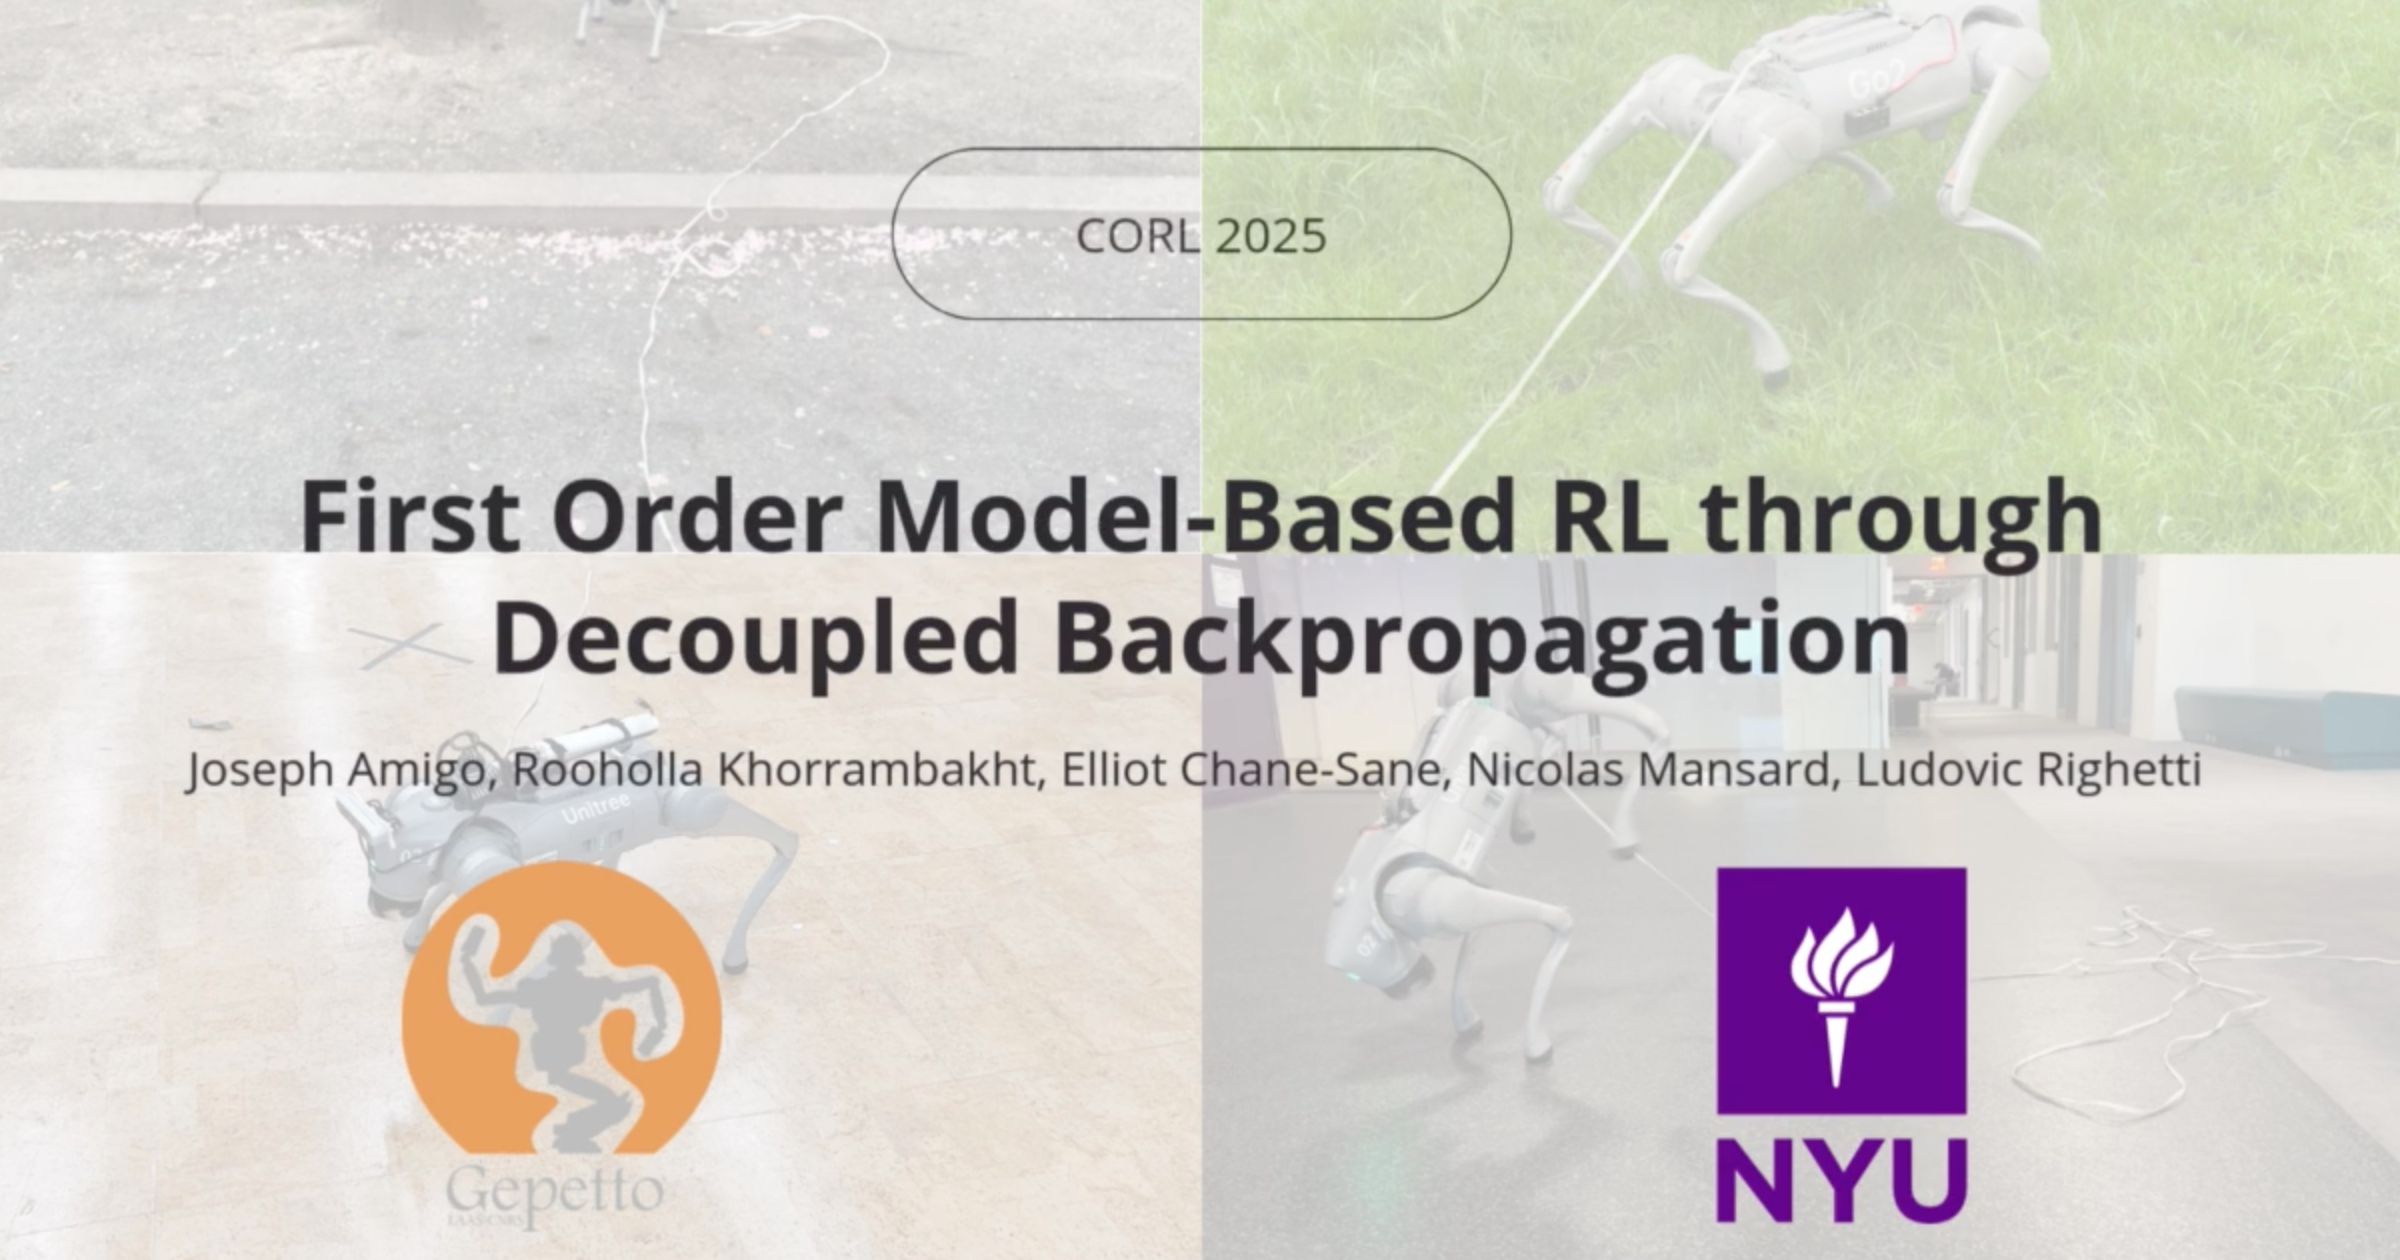 Go2
CORL 2025
First Order Model-Based RL through
Decoupled Backpropagation
Joseph Amigo, Rooholla Khorrambakht, Elliot Chane-Sane, Nicolas Mansard, Ludovic Righetti
Unitree
Gepetto
LAAS-CNRS
NYU